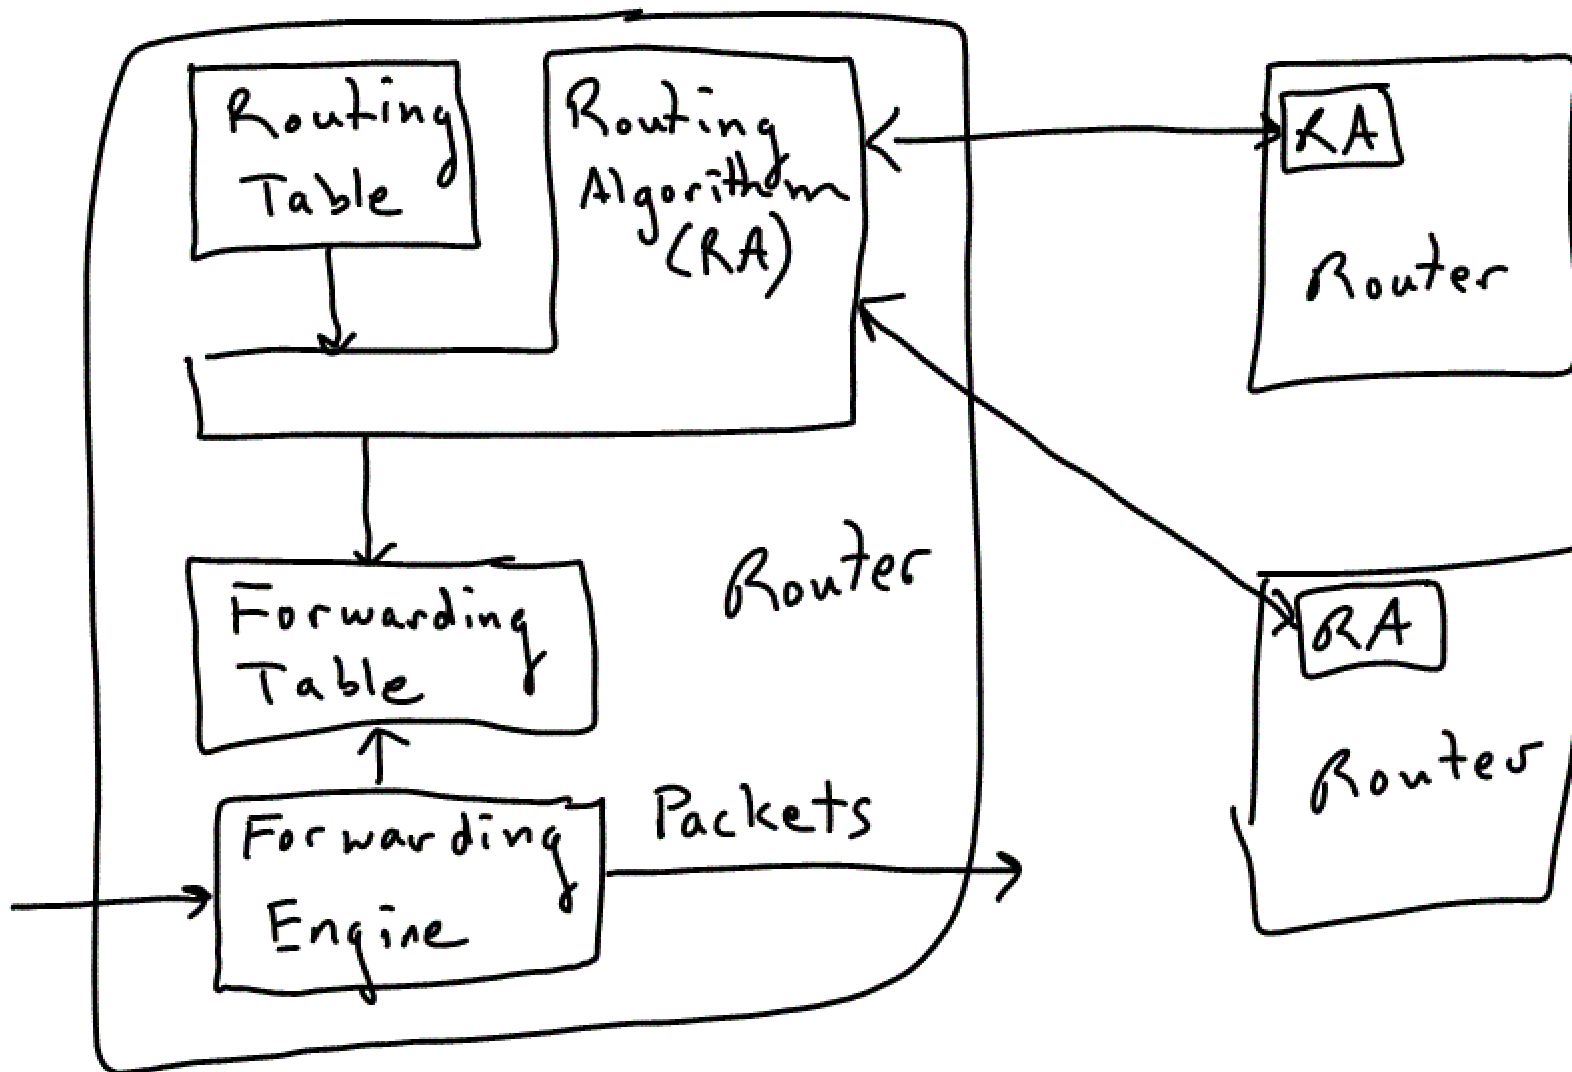 Routing
Table
Routing
Algorithm
(RA)
RA
Router
Forwarding
Table
Router
RA
Router
Packets
Forwarding
Engine